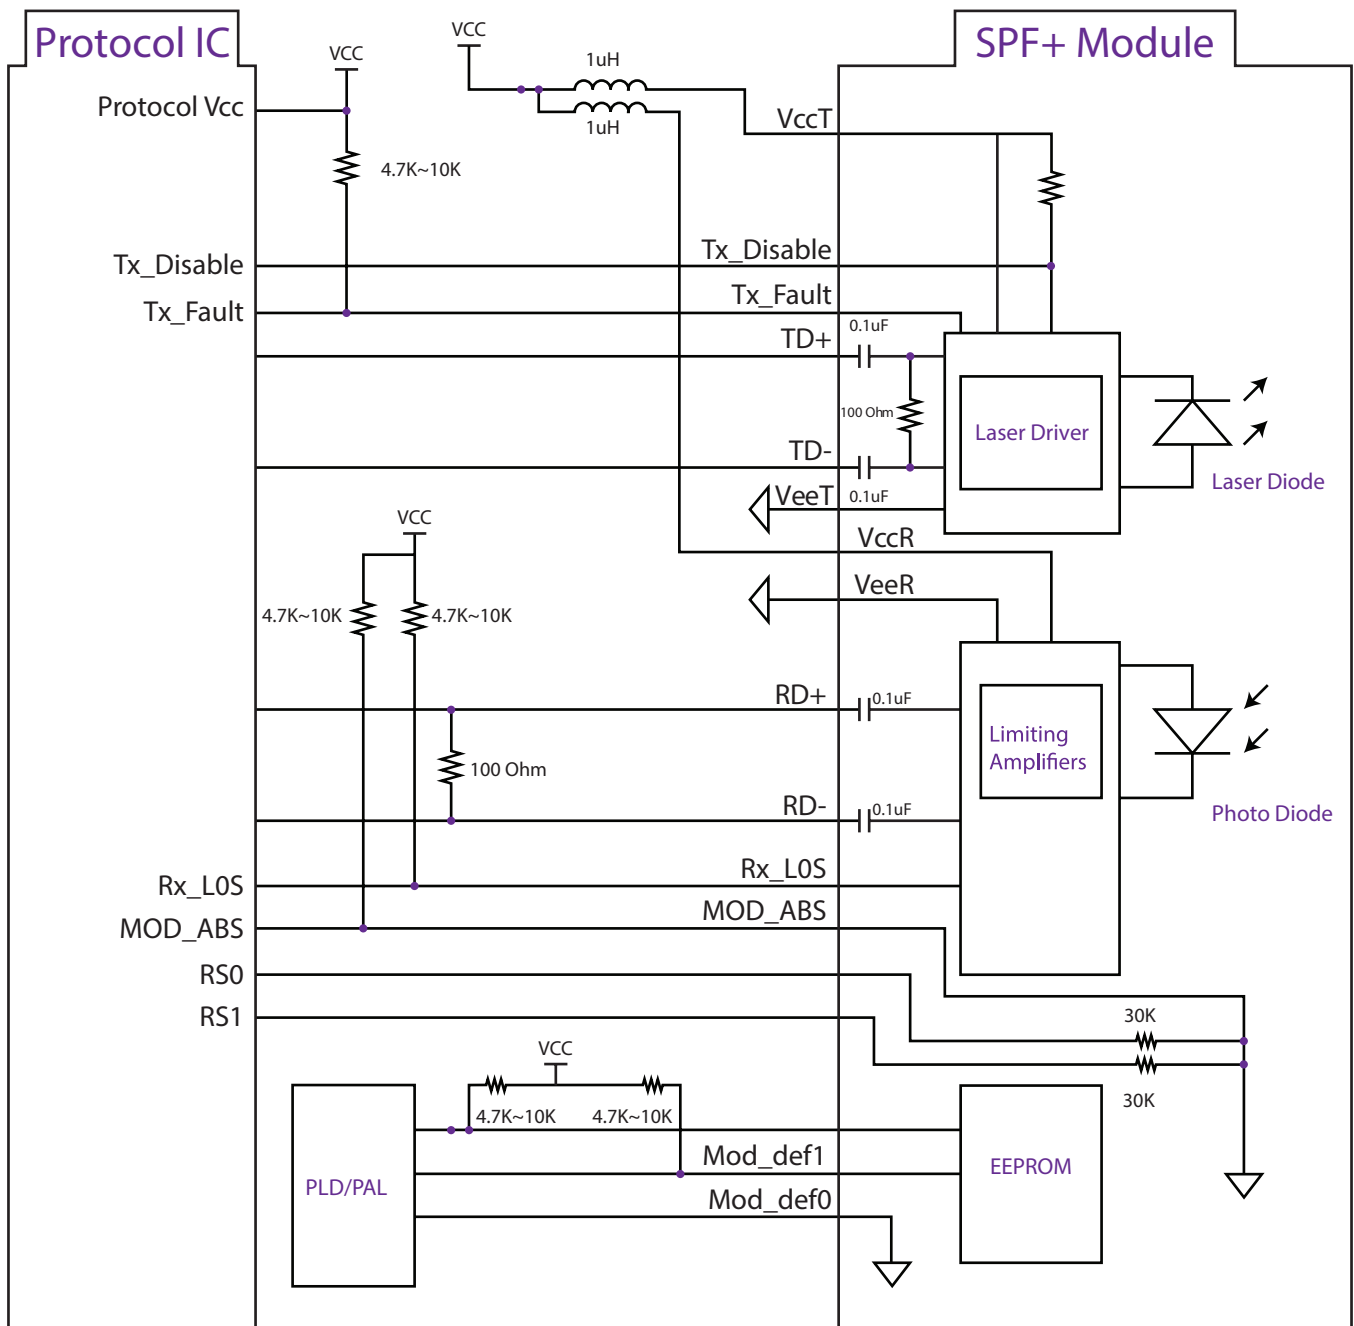 Protocol IC
SPF+ Module
VCC
VCC
1uH
1uH
Protocol Vcc
VccT
4.7K~10K
Tx_Disable
Tx_Disable
Tx_Fault
Tx_Fault
0.1uF
TD+
100 Ohm
Laser Driver
TD-
0.1uF
Laser Diode
VeeT
VCC
VccR
VeeR
4.7K~10K
4.7K~10K
RD+
0.1uF
Limiting
Amplifiers
100 Ohm
RD-
0.1uF
Photo Diode
Rx_L0S
Rx_L0S
MOD_ABS
MOD_ABS
RS0
RS1
30K
30K
VCC
4.7K~10K
4.7K~10K
Mod_def1
Mod_def0
PLD/PAL
EEPROM